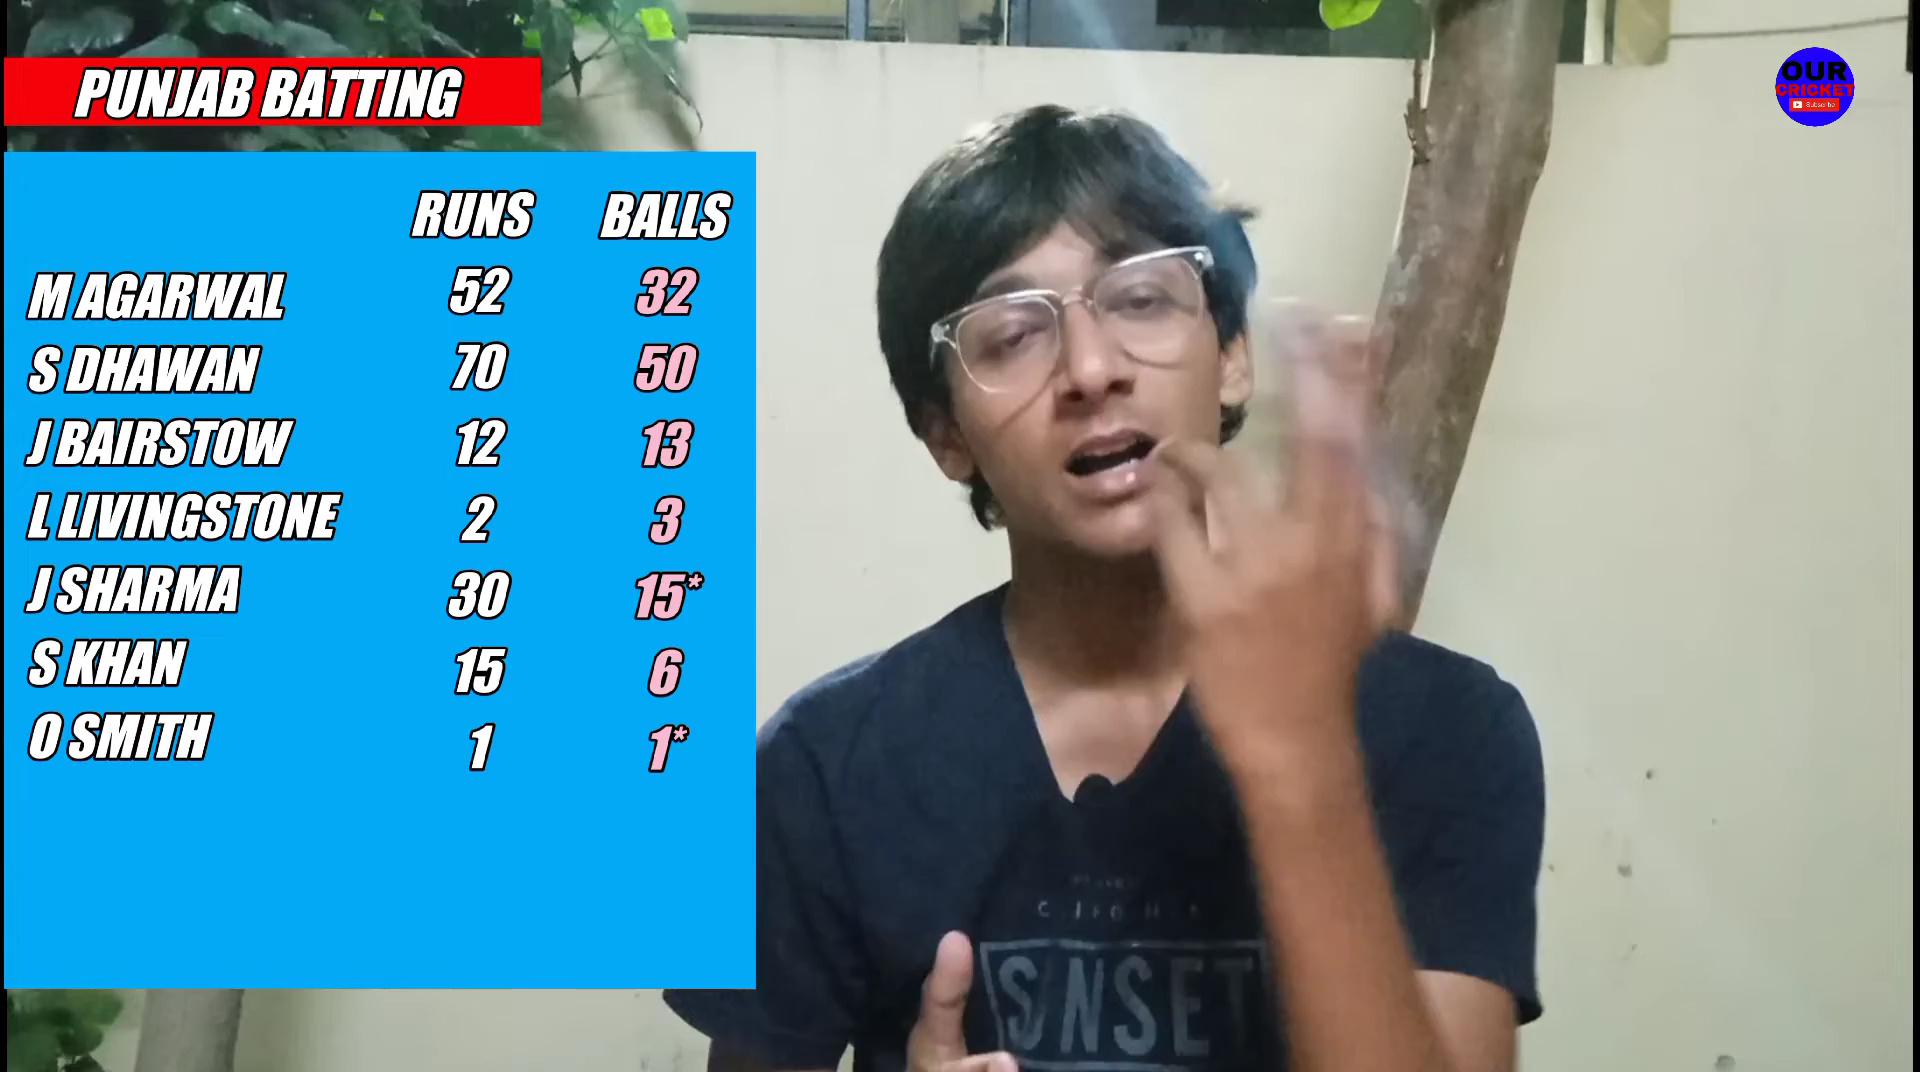 PUNJAB BATTING
OUR
CRICKET
Subscribe
RUNS BALLS
M AGARWAL 52 32
S DHAWAN 70 50
J BAIRSTOW 12 13
L LIVINGSTONE 2 3
J SHARMA 30 15*
S KHAN 15 6
O SMITH 1 1*
SUNSET